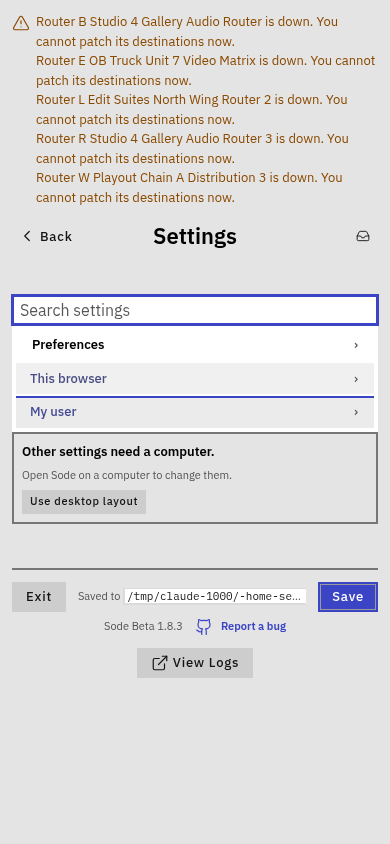 Router B Studio 4 Gallery Audio Router is down. You
cannot patch its destinations now.
Router E OB Truck Unit 7 Video Matrix is down. You cannot
patch its destinations now.
Router L Edit Suites North Wing Router 2 is down. You
cannot patch its destinations now.
Router R Studio 4 Gallery Audio Router 3 is down. You
cannot patch its destinations now.
Router W Playout Chain A Distribution 3 is down. You
cannot patch its destinations now.
Back Settings
Search settings
Preferences ›
This browser ›
My user ›
Other settings need a computer.
Open Sode on a computer to change them.
Use desktop layout
Exit Saved to /tmp/claude-1000/-home-se… Save
Sode Beta 1.8.3 Report a bug
View Logs